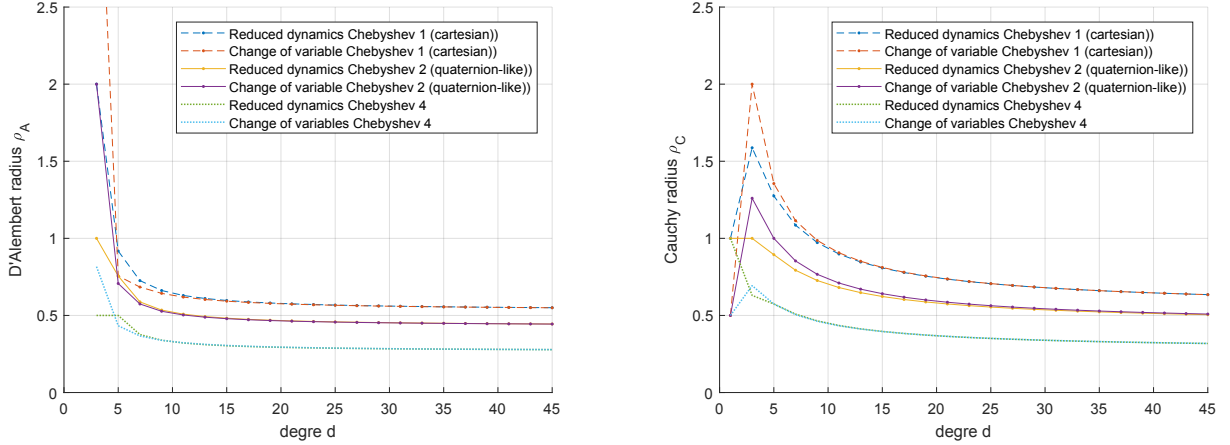 Reduced dynamics Chebyshev 1 (cartesian))
Change of variable Chebyshev 1 (cartesian))
Reduced dynamics Chebyshev 2 (quaternion-like))
Change of variable Chebyshev 2 (quaternion-like))
Reduced dynamics Chebyshev 4
Change of variables Chebyshev 4
D'Alembert radius ρ_A
2.5
2
1.5
1
0.5
0
0 5 10 15 20 25 30 35 40 45
degre d
Reduced dynamics Chebyshev 1 (cartesian))
Change of variable Chebyshev 1 (cartesian))
Reduced dynamics Chebyshev 2 (quaternion-like))
Change of variable Chebyshev 2 (quaternion-like))
Reduced dynamics Chebyshev 4
Change of variables Chebyshev 4
Cauchy radius ρ_C
2.5
2
1.5
1
0.5
0
0 5 10 15 20 25 30 35 40 45
degre d